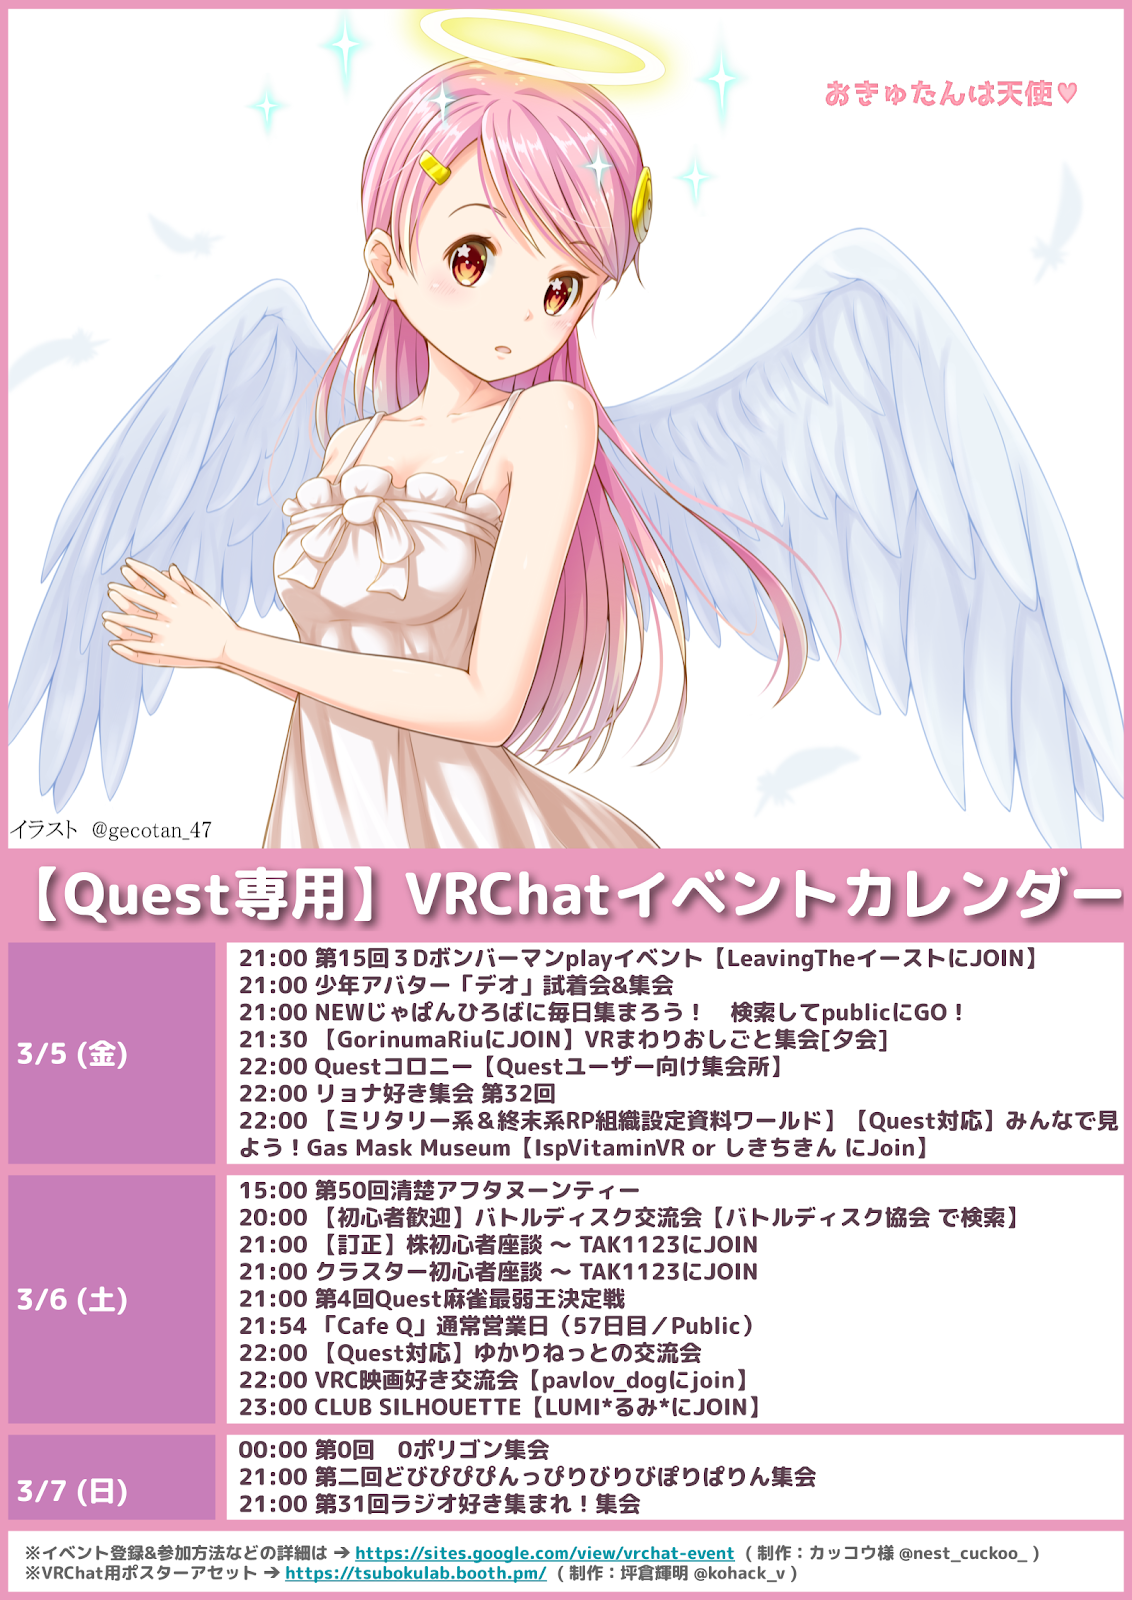 おきゅたんは天使♥
イラスト @gecotan_47
【Quest専用】VRChatイベントカレンダー
3/5 (金)
21:00 第15回３Dボンバーマンplayイベント【LeavingTheイーストにJOIN】
21:00 少年アバター「デオ」試着会&集会
21:00 NEWじゃぱんひろばに毎日集まろう！　検索してpublicにGO！
21:30 【GorinumaRiuにJOIN】VRまわりおしごと集会[夕会]
22:00 Questコロニー【Questユーザー向け集会所】
22:00 リョナ好き集会 第32回
22:00 【ミリタリー系＆終末系RP組織設定資料ワールド】【Quest対応】みんなで見
よう！Gas Mask Museum【IspVitaminVR or しきちきん にJoin】
3/6 (土)
15:00 第50回清楚アフタヌーンティー
20:00 【初心者歓迎】バトルディスク交流会【バトルディスク協会 で検索】
21:00 【訂正】株初心者座談 ～ TAK1123にJOIN
21:00 クラスター初心者座談 ～ TAK1123にJOIN
21:00 第4回Quest麻雀最弱王決定戦
21:54 「Cafe Q」通常営業日（57日目／Public）
22:00 【Quest対応】ゆかりねっとの交流会
22:00 VRC映画好き交流会【pavlov_dogにjoin】
23:00 CLUB SILHOUETTE【LUMI*るみ*にJOIN】
3/7 (日)
00:00 第0回　0ポリゴン集会
21:00 第二回どびぴぴぴんっぴりびりびぽりぱりん集会
21:00 第31回ラジオ好き集まれ！集会
※イベント登録&参加方法などの詳細は → https://sites.google.com/view/vrchat-event ( 制作：カッコウ様 @nest_cuckoo_ )
※VRChat用ポスターアセット → https://tsubokulab.booth.pm/ ( 制作：坪倉輝明 @kohack_v )